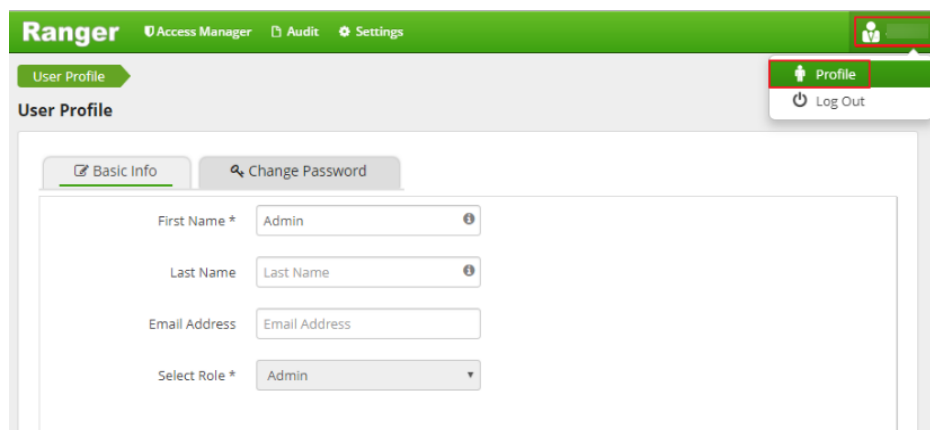 Ranger Access Manager Audit Settings
User Profile
Profile
Log Out
User Profile
Basic Info Change Password
First Name * Admin
Last Name Last Name
Email Address Email Address
Select Role * Admin